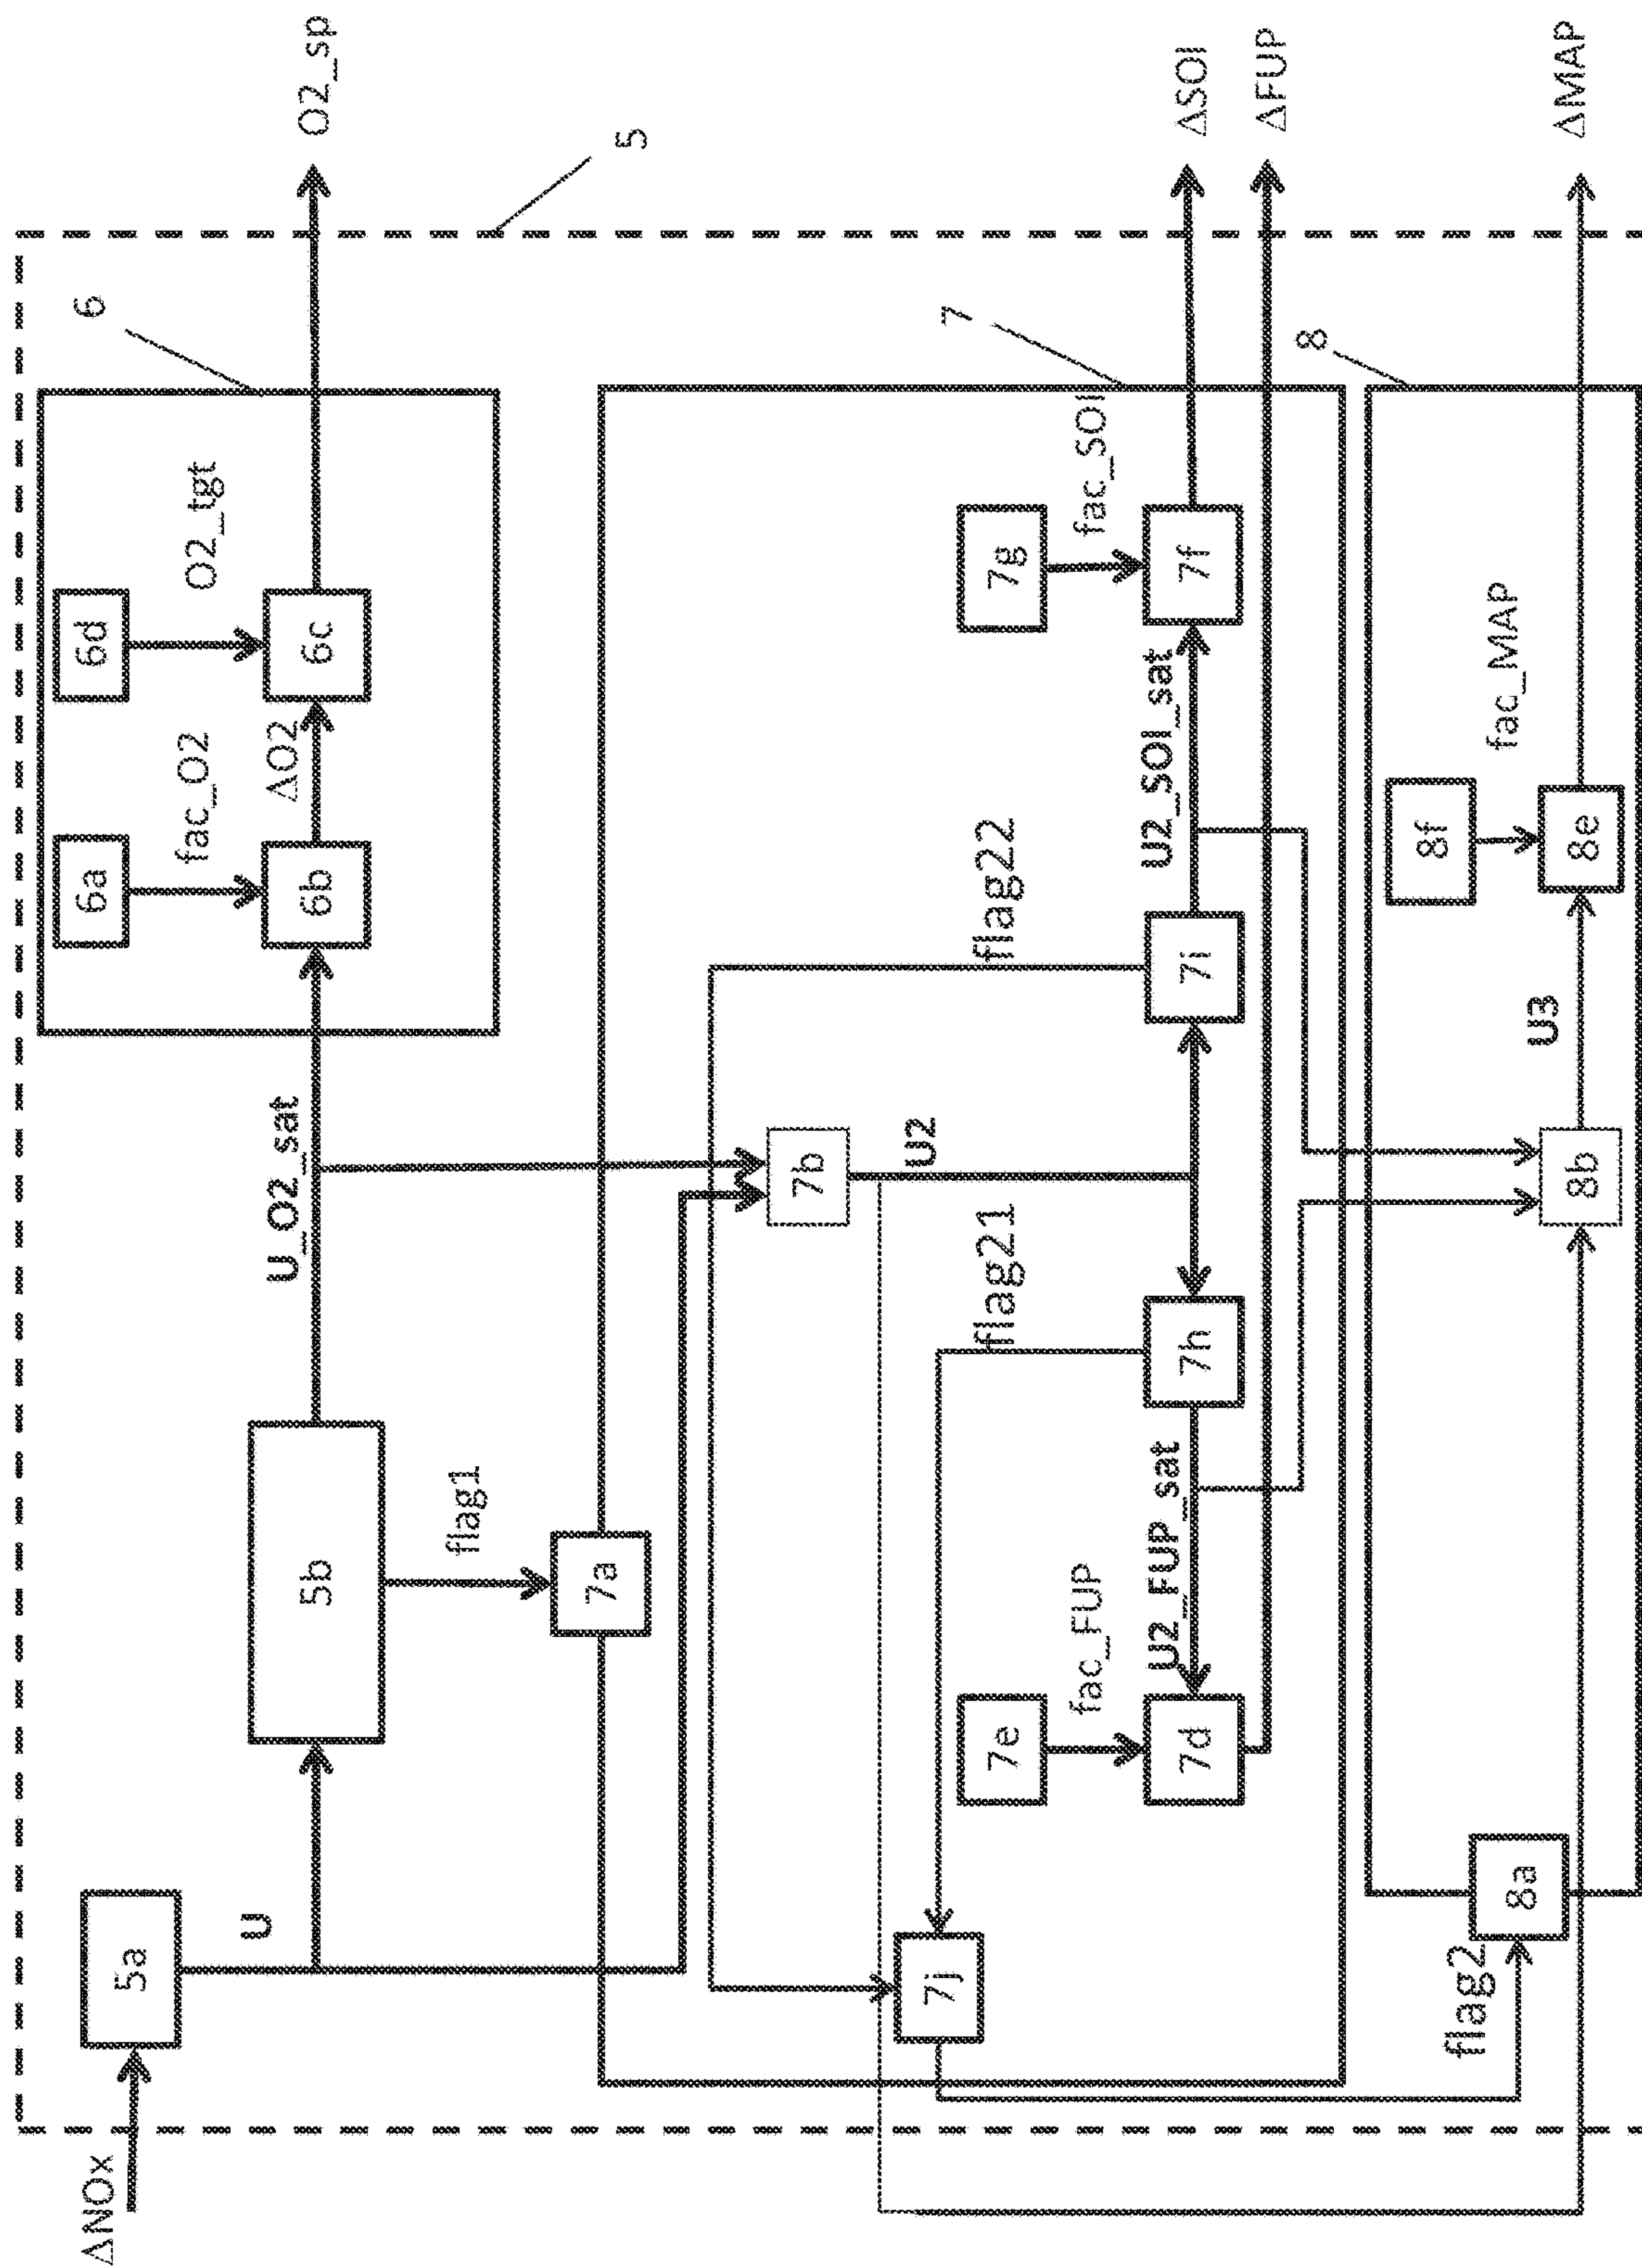 ΔNOx
5a
U
5b
U_O2_sat
flag1
6a
fac_O2
6b
ΔO2
6d
O2_tgt
6c
6
O2_sp
5
7a
7b
U2
flag22
flag21
7j
7e
fac_FUP
7d
U2_FUP_sat
7h
7i
U2_SOI_sat
7g
fac_SOI
7f
7
ΔSOI
ΔFUP
8
flag2
8a
8b
U3
8f
fac_MAP
8e
ΔMAP